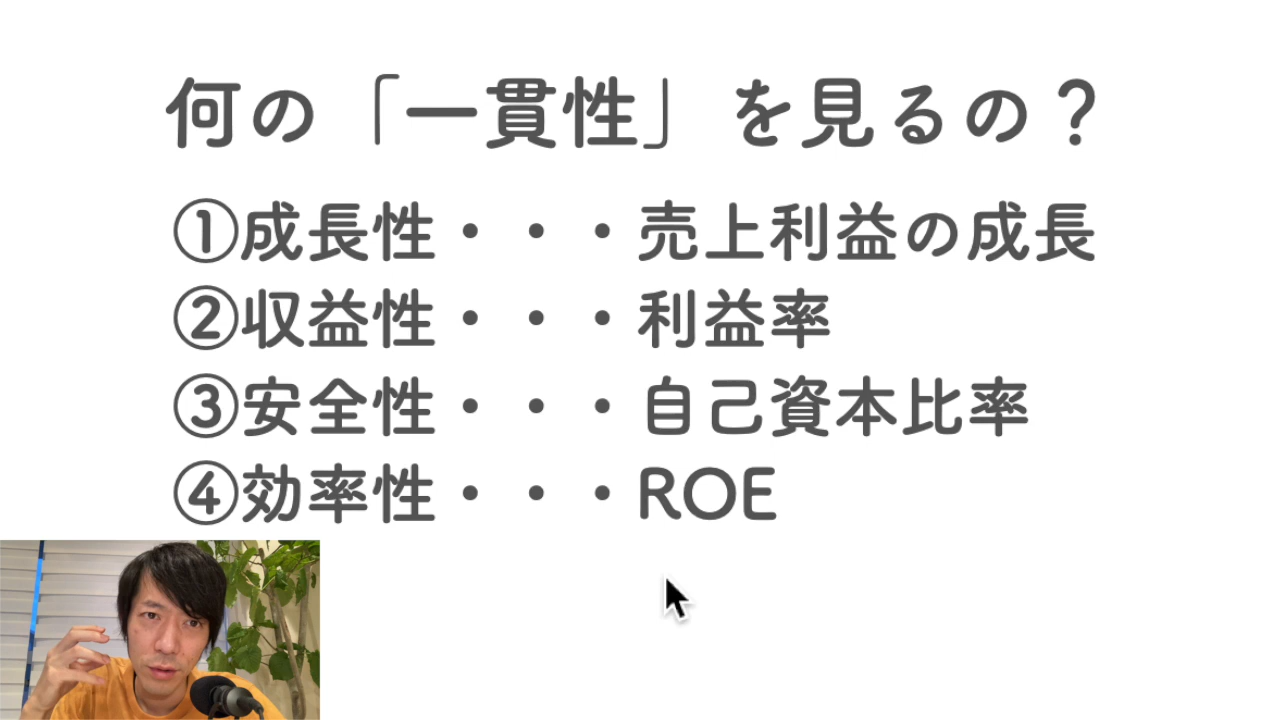 何の「一貫性」を見るの？
①成長性・・・売上利益の成長
②収益性・・・利益率
③安全性・・・自己資本比率
④効率性・・・ROE